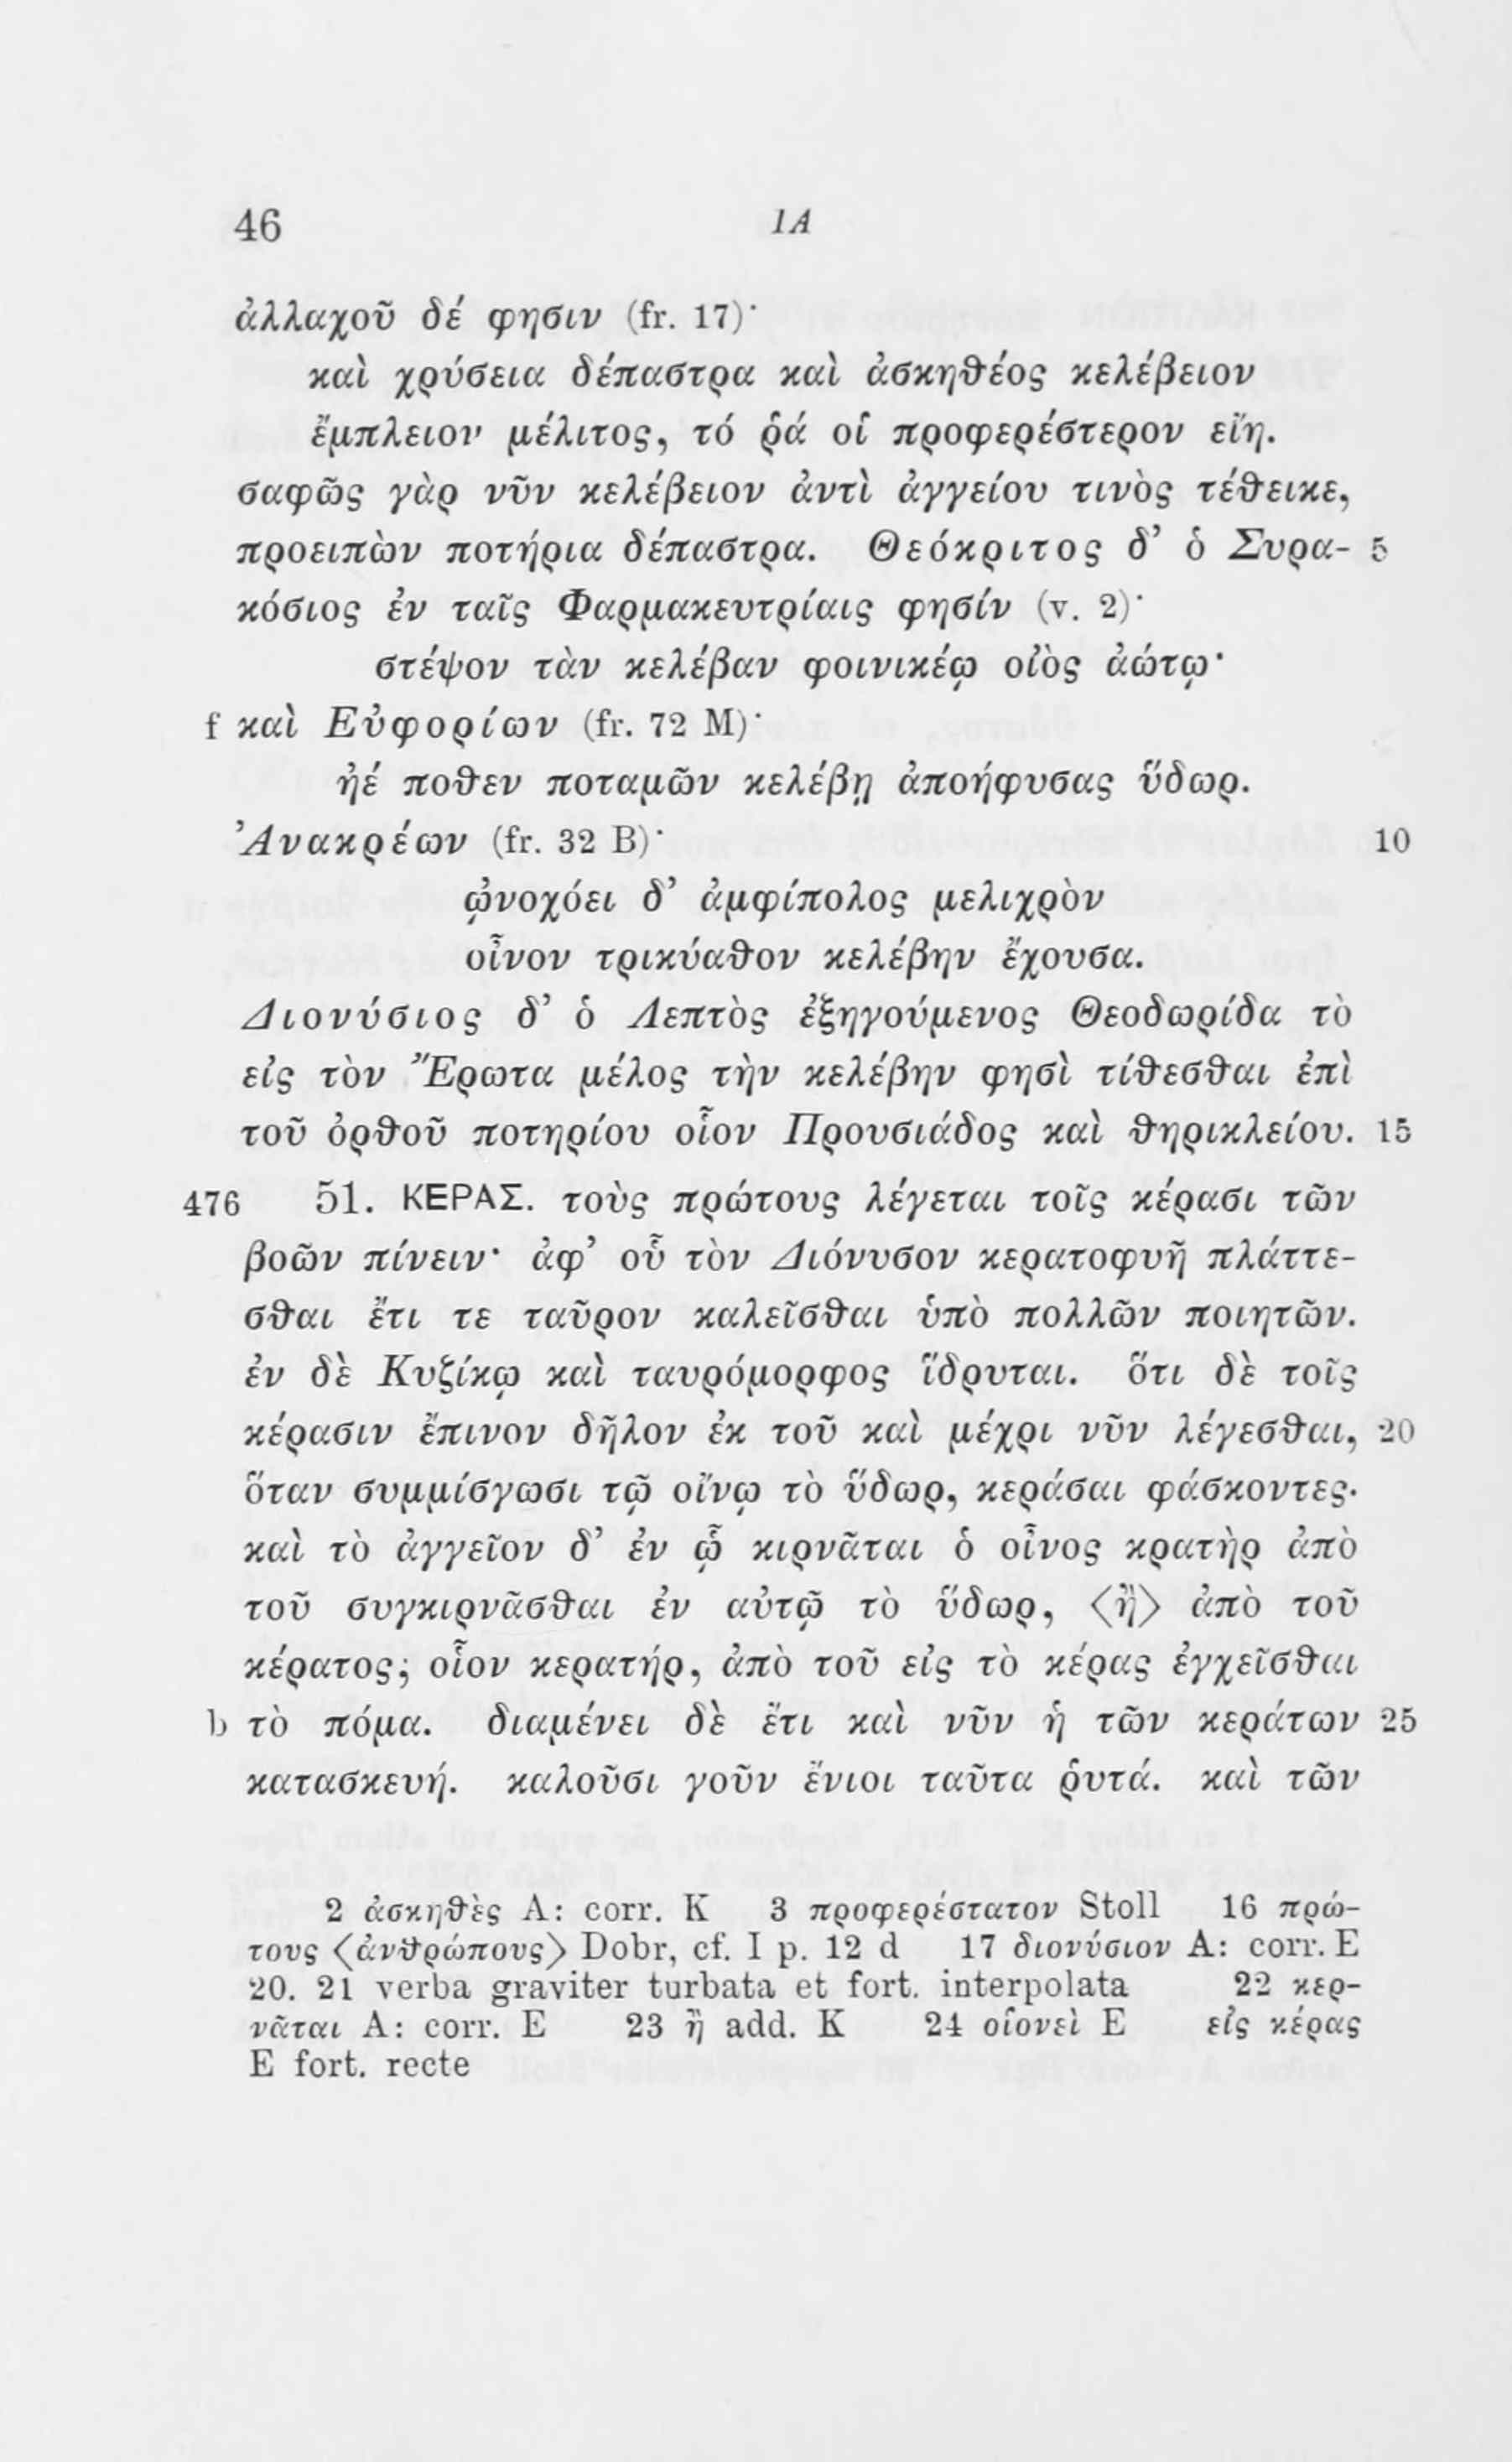 46 ΙΑ
ἀλλαχοῦ δέ φησιν (fr. 17)·
καὶ χρύσεια δέπαστρα καὶ ἀσκηθέος κελέβειον
ἔμπλειον μέλιτος, τό ῥά οἱ προφερέστερον εἴη.
σαφῶς γὰρ νῦν κελέβειον ἀντὶ ἀγγείου τινὸς τέθεικε,
προειπὼν ποτήρια δέπαστρα. Θεόκριτος δ’ ὁ Συρα- 5
κόσιος ἐν ταῖς Φαρμακευτρίαις φησίν (v. 2)·
στέψον τὰν κελέβαν φοινικέῳ οἰὸς ἀώτῳ·
f καὶ Εὐφορίων (fr. 72 M)·
ἠέ ποθεν ποταμῶν κελέβῃ ἀποήφυσας ὕδωρ.
Ἀνακρέων (fr. 32 B)· 10
ᾠνοχόει δ’ ἀμφίπολος μελιχρὸν
οἶνον τρικύαθον κελέβην ἔχουσα.
Διονύσιος δ’ ὁ Λεπτὸς ἐξηγούμενος Θεοδωρίδα τὸ
εἰς τὸν Ἔρωτα μέλος τὴν κελέβην φησὶ τίθεσθαι ἐπὶ
τοῦ ὀρθοῦ ποτηρίου οἷον Προυσιάδος καὶ θηρικλείου. 15
476 51. ΚΕΡΑΣ. τοὺς πρώτους λέγεται τοῖς κέρασι τῶν
βοῶν πίνειν· ἀφ’ οὗ τὸν Διόνυσον κερατοφυῆ πλάττε-
σθαι ἔτι τε ταῦρον καλεῖσθαι ὑπὸ πολλῶν ποιητῶν.
ἐν δὲ Κυζίκῳ καὶ ταυρόμορφος ἵδρυται. ὅτι δὲ τοῖς
κέρασιν ἔπινον δῆλον ἐκ τοῦ καὶ μέχρι νῦν λέγεσθαι, 20
ὅταν συμμίσγωσι τῷ οἴνῳ τὸ ὕδωρ, κεράσαι φάσκοντες·
καὶ τὸ ἀγγεῖον δ’ ἐν ᾧ κιρνᾶται ὁ οἶνος κρατὴρ ἀπὸ
τοῦ συγκιρνᾶσθαι ἐν αὐτῷ τὸ ὕδωρ, 〈ἢ〉 ἀπὸ τοῦ
κέρατος, οἷον κερατήρ, ἀπὸ τοῦ εἰς τὸ κέρας ἐγχεῖσθαι
b τὸ πόμα. διαμένει δὲ ἔτι καὶ νῦν ἡ τῶν κεράτων 25
κατασκευή. καλοῦσι γοῦν ἔνιοι ταῦτα ῥυτά. καὶ τῶν
2 ἀσκηθὲς A: corr. K 3 προφερέστατον Stoll 16 πρώ-
τους 〈ἀνθρώπους〉 Dobr, cf. I p. 12 d 17 διονύσιον A: corr. E
20. 21 verba graviter turbata et fort. interpolata 22 κερ-
νᾶται A: corr. E 23 ἢ add. K 24 οἱονεὶ E εἰς κέρας
E fort. recte